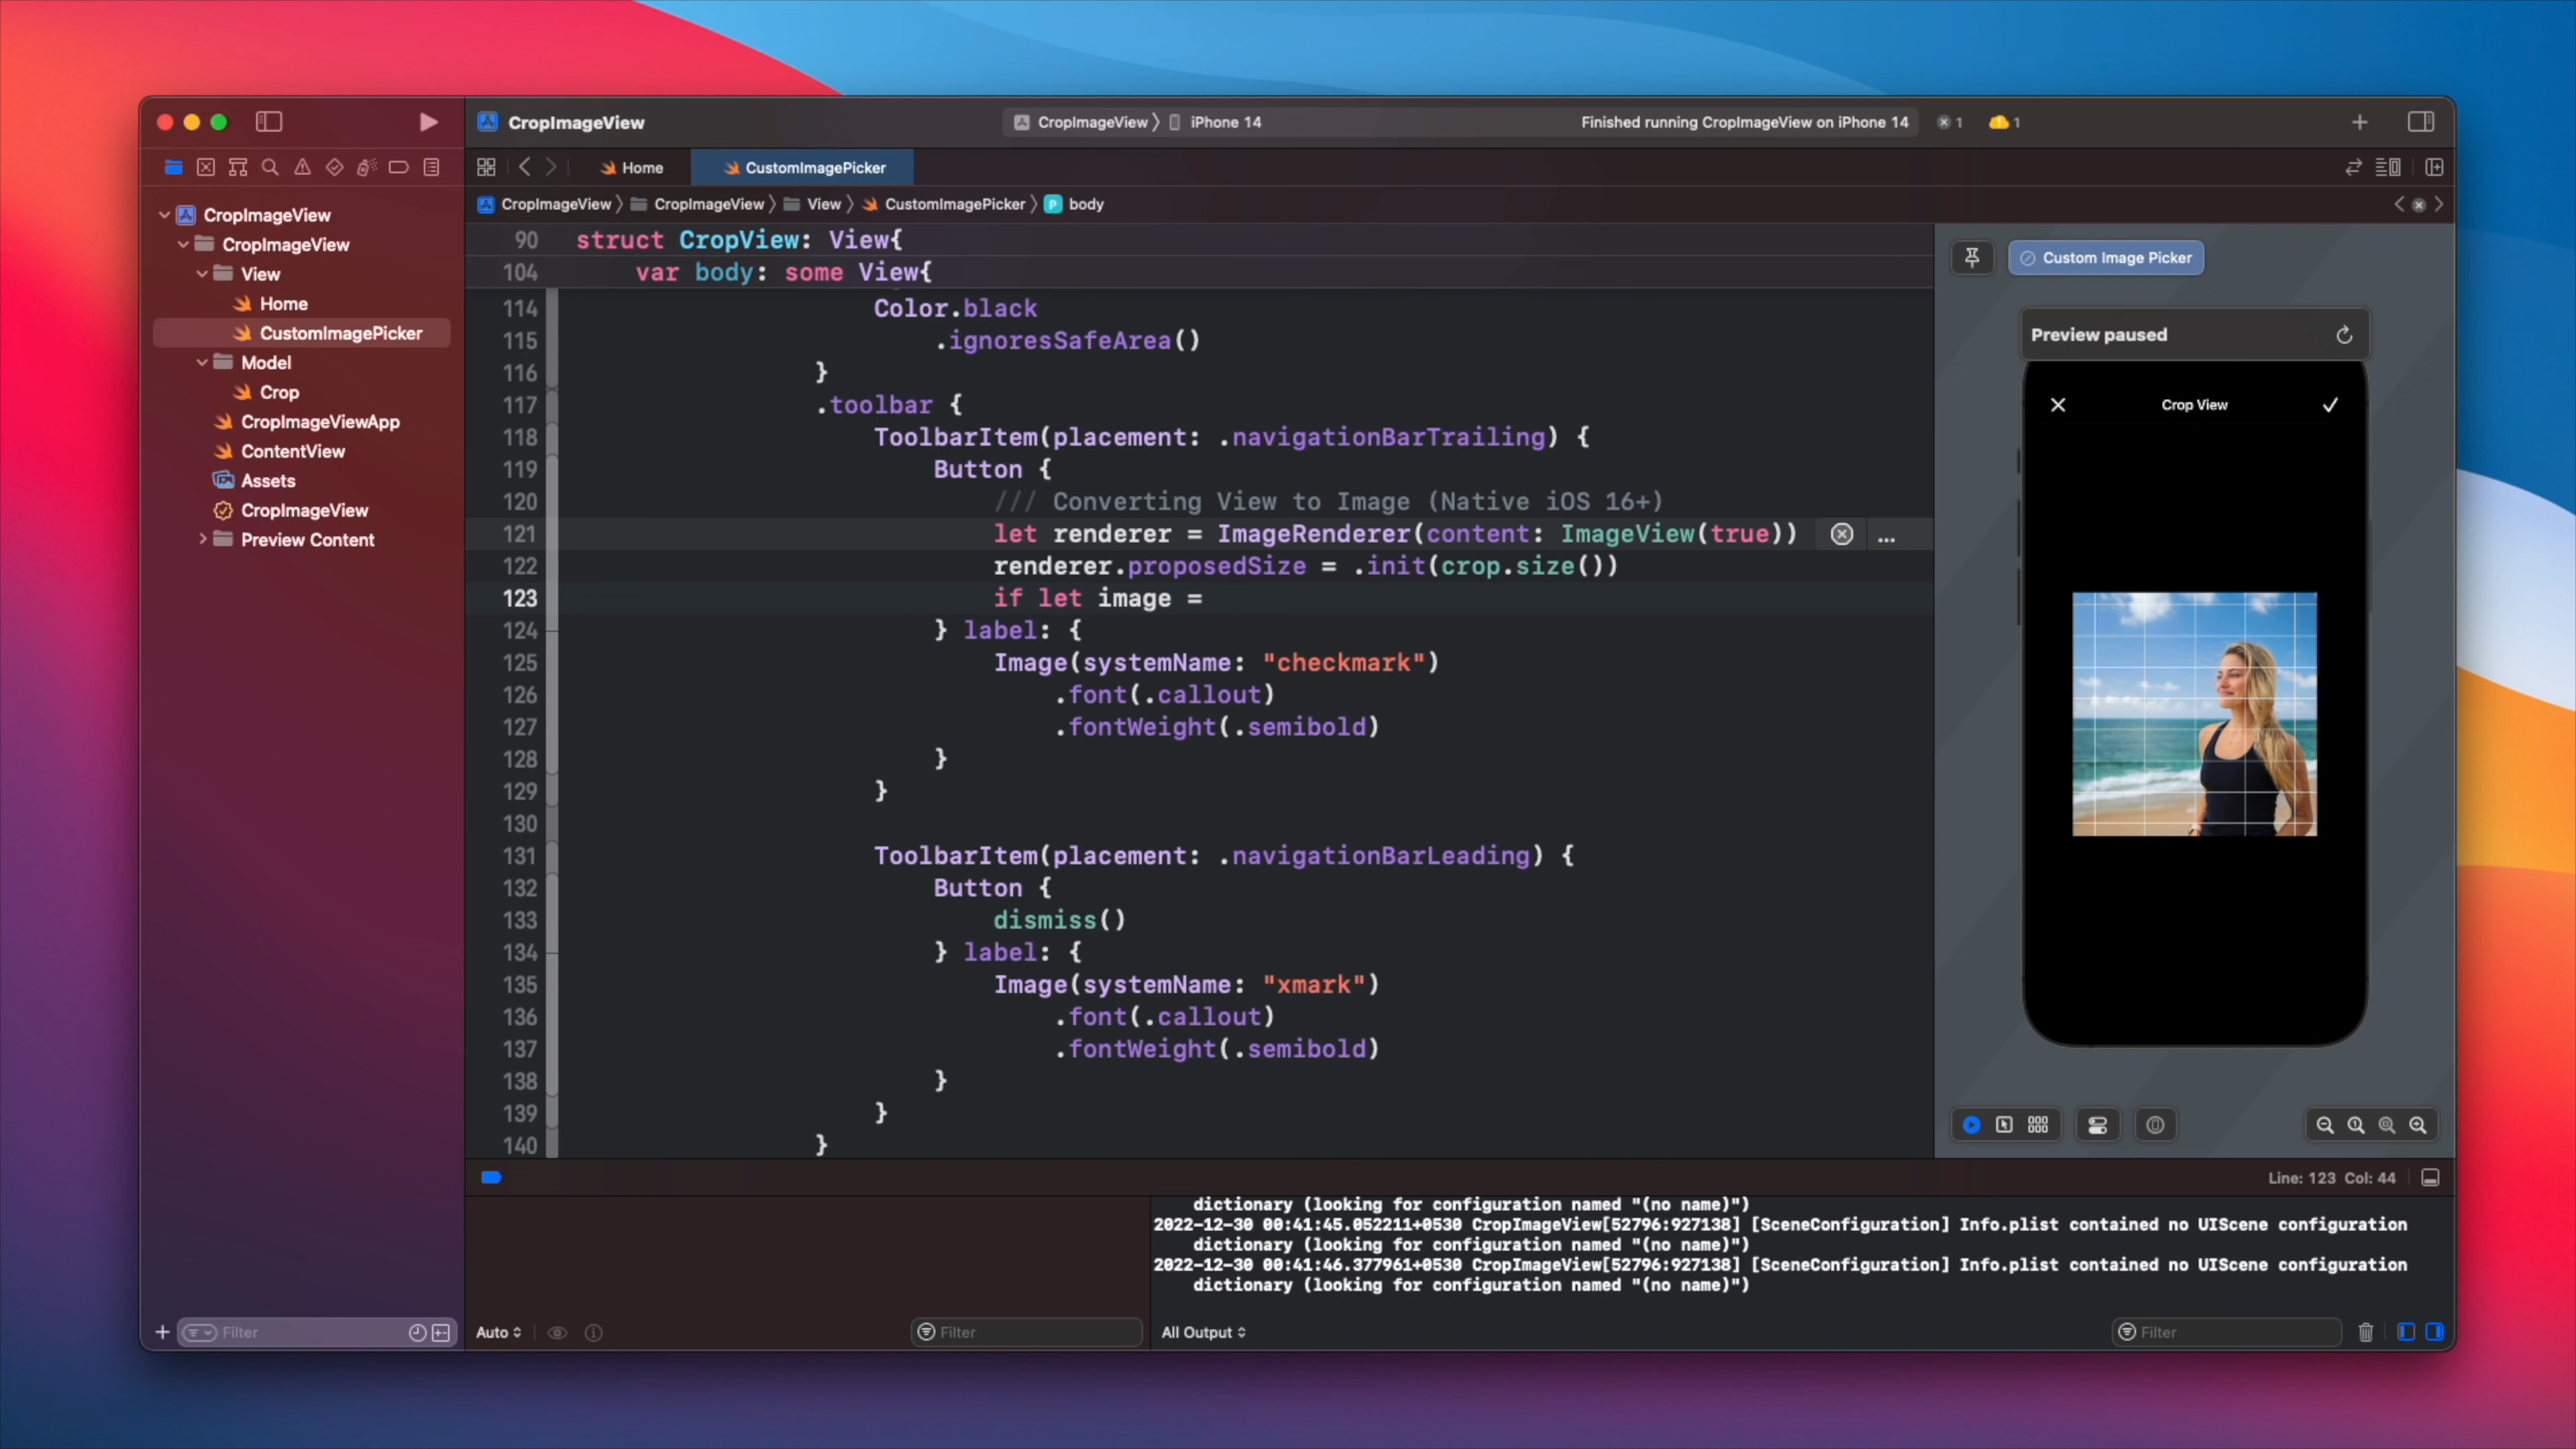 CropImageView
CropImageView 〉 iPhone 14
Finished running CropImageView on iPhone 14
1
1
Home
CustomImagePicker
CropImageView 〉 CropImageView 〉 View 〉 CustomImagePicker 〉 P body
CropImageView
CropImageView
View
Home
CustomImagePicker
Model
Crop
CropImageViewApp
ContentView
Assets
CropImageView
Preview Content
90 struct CropView: View{
104 var body: some View{
114 Color.black
115 .ignoresSafeArea()
116 }
117 .toolbar {
118 ToolbarItem(placement: .navigationBarTrailing) {
119 Button {
120 /// Converting View to Image (Native iOS 16+)
121 let renderer = ImageRenderer(content: ImageView(true)) ...
122 renderer.proposedSize = .init(crop.size())
123 if let image =
124 } label: {
125 Image(systemName: "checkmark")
126 .font(.callout)
127 .fontWeight(.semibold)
128 }
129 }
130
131 ToolbarItem(placement: .navigationBarLeading) {
132 Button {
133 dismiss()
134 } label: {
135 Image(systemName: "xmark")
136 .font(.callout)
137 .fontWeight(.semibold)
138 }
139 }
140 }
Custom Image Picker
Preview paused
Crop View
Line: 123 Col: 44
dictionary (looking for configuration named "(no name)")
2022-12-30 00:41:45.052211+0530 CropImageView[52796:927138] [SceneConfiguration] Info.plist contained no UIScene configuration
dictionary (looking for configuration named "(no name)")
2022-12-30 00:41:46.377961+0530 CropImageView[52796:927138] [SceneConfiguration] Info.plist contained no UIScene configuration
dictionary (looking for configuration named "(no name)")
Filter
Auto
Filter
All Output
Filter